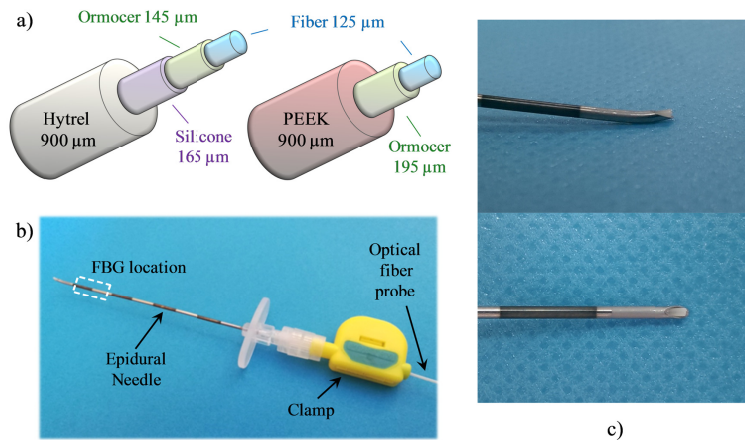 a)
Ormocer 145 µm
Fiber 125 µm
Hytrel
900 µm
Silicone
165 µm
PEEK
900 µm
Ormocer
195 µm
b)
FBG location
Optical
fiber
probe
Epidural
Needle
Clamp
c)